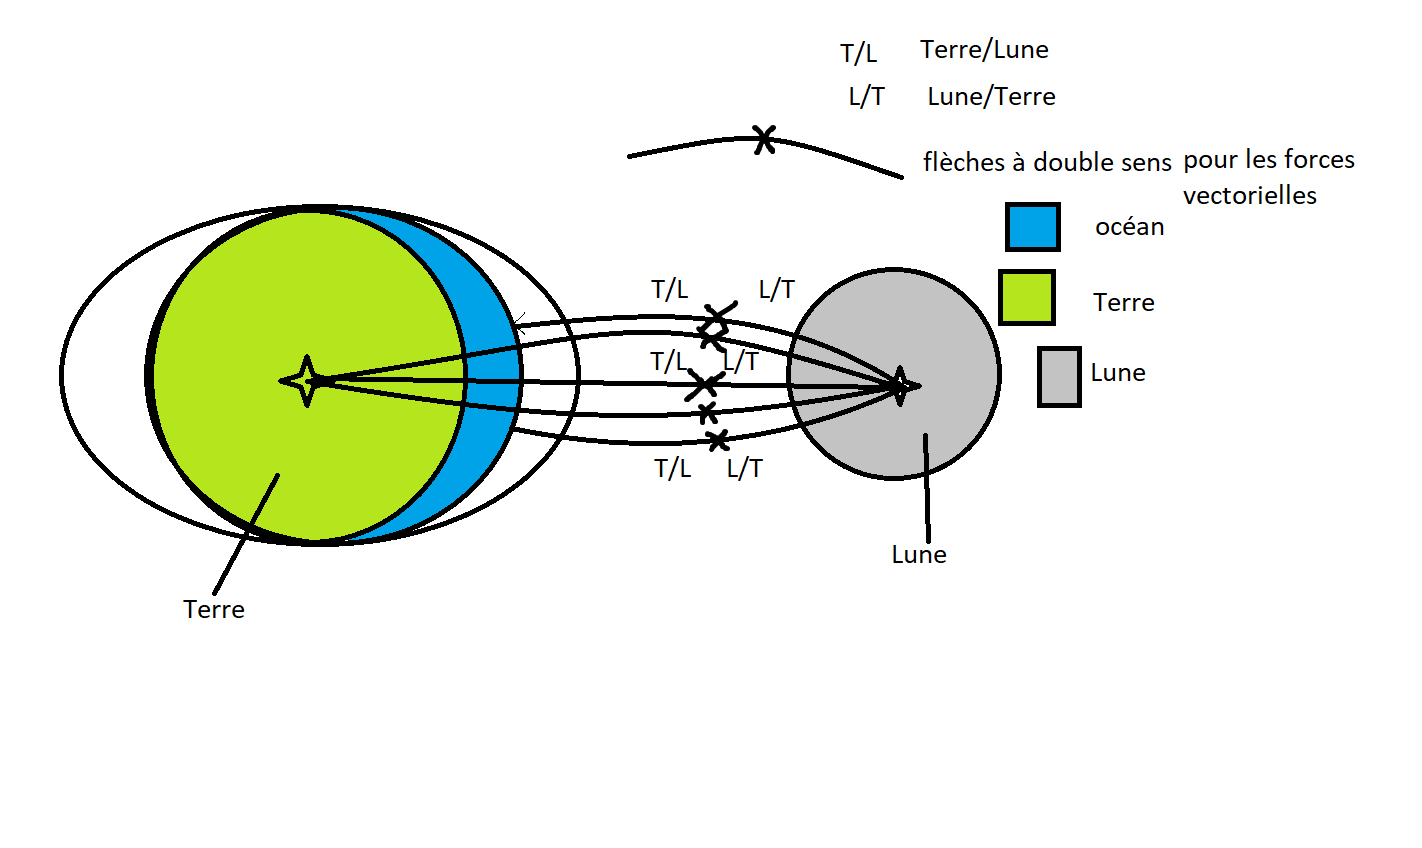 T/L Terre/Lune
L/T Lune/Terre
flèches à double sens pour les forces
vectorielles
océan
T/L L/T
Terre
T/L L/T
Lune
T/L L/T
Lune
Terre